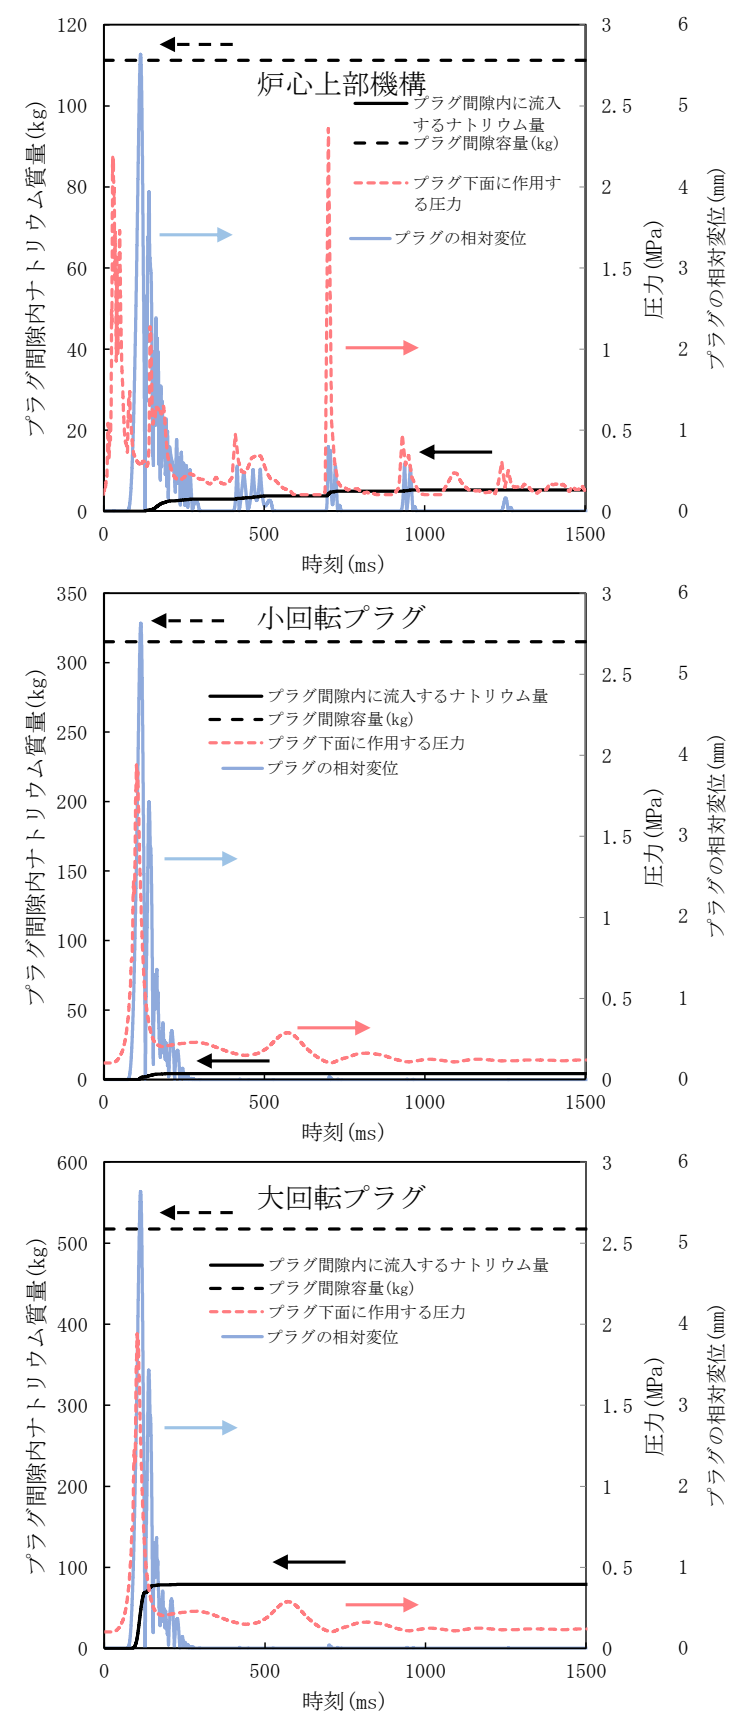 炉心上部機構
プラグ間隙内に流入
するナトリウム量
プラグ間隙容量(kg)
プラグ下面に作用す
る圧力
プラグの相対変位
プラグ間隙内ナトリウム質量(kg)
120
100
80
60
40
20
0
3
2.5
2
1.5
1
0.5
0
圧力(MPa)
6
5
4
3
2
1
0
プラグの相対変位(mm)
0 500 1000 1500
時刻(ms)
小回転プラグ
プラグ間隙内に流入するナトリウム量
プラグ間隙容量(kg)
プラグ下面に作用する圧力
プラグの相対変位
プラグ間隙内ナトリウム質量(kg)
350
300
250
200
150
100
50
0
3
2.5
2
1.5
1
0.5
0
圧力(MPa)
6
5
4
3
2
1
0
プラグの相対変位(mm)
0 500 1000 1500
時刻(ms)
大回転プラグ
プラグ間隙内に流入するナトリウム量
プラグ間隙容量(kg)
プラグ下面に作用する圧力
プラグの相対変位
プラグ間隙内ナトリウム質量(kg)
600
500
400
300
200
100
0
3
2.5
2
1.5
1
0.5
0
圧力(MPa)
6
5
4
3
2
1
0
プラグの相対変位(mm)
0 500 1000 1500
時刻(ms)